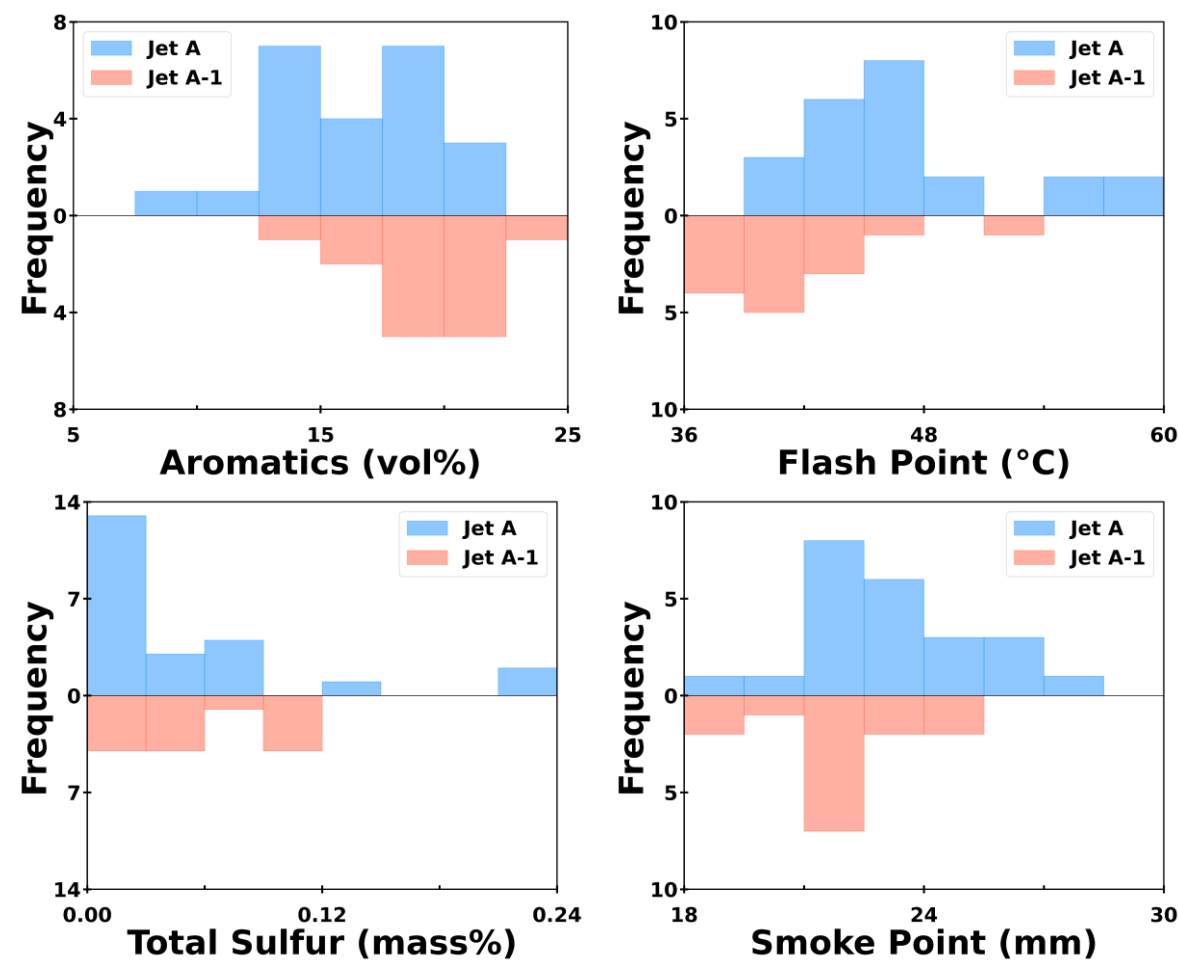 8
4
0
4
8
Frequency
Jet A
Jet A-1
5
15
25
Aromatics (vol%)
10
5
0
5
10
Frequency
Jet A
Jet A-1
36
48
60
Flash Point (°C)
14
7
0
7
14
Frequency
Jet A
Jet A-1
0.00
0.12
0.24
Total Sulfur (mass%)
10
5
0
5
10
Frequency
Jet A
Jet A-1
18
24
30
Smoke Point (mm)